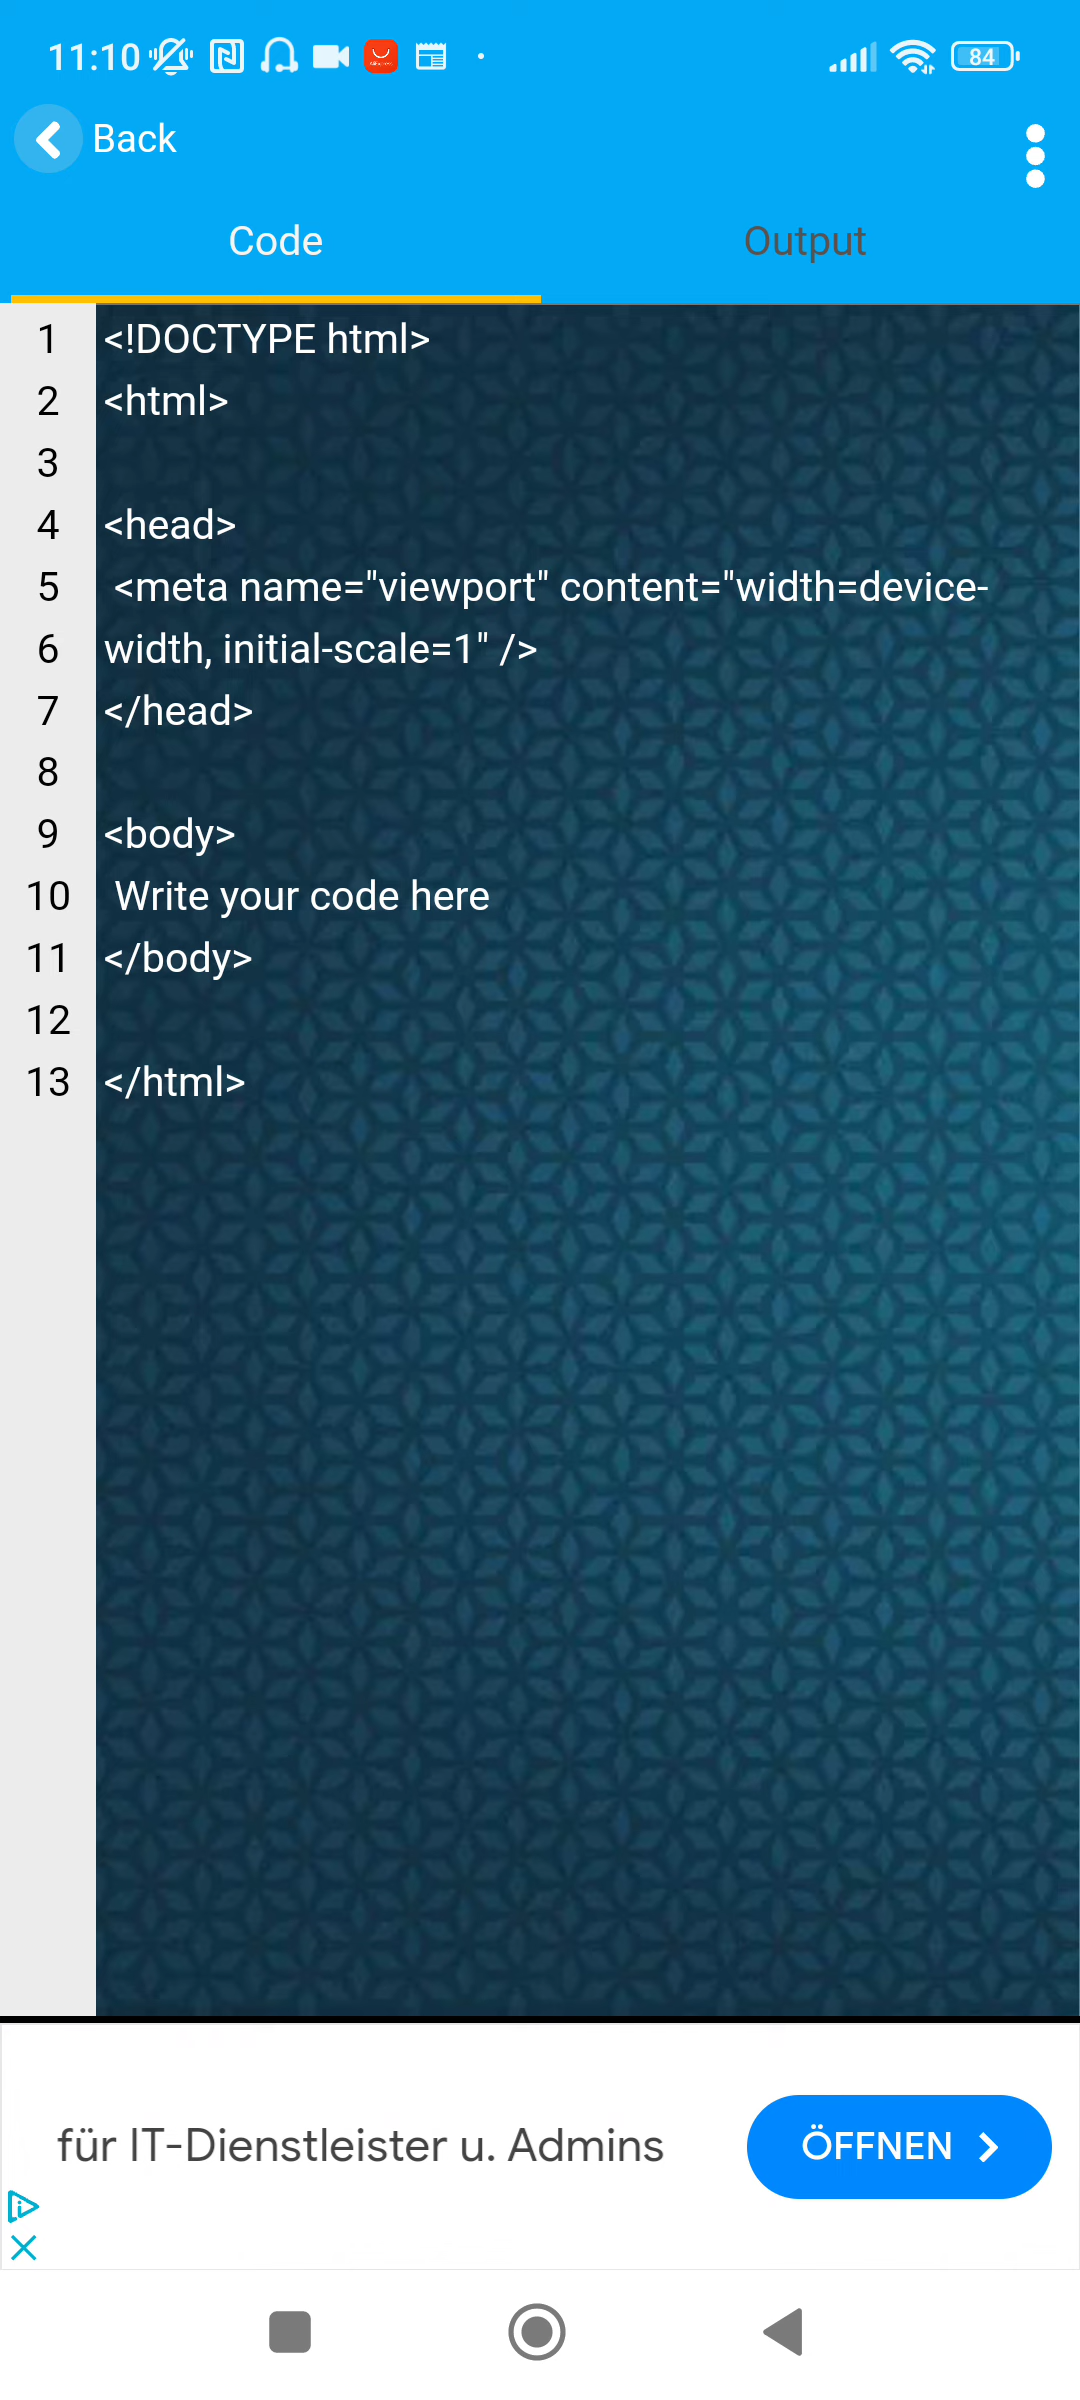 11:10
84
Back
Code Output
1 <!DOCTYPE html>
2 <html>
3
4 <head>
5 <meta name="viewport" content="width=device-
6 width, initial-scale=1" />
7 </head>
8
9 <body>
10 Write your code here
11 </body>
12
13 </html>
für IT-Dienstleister u. Admins
ÖFFNEN